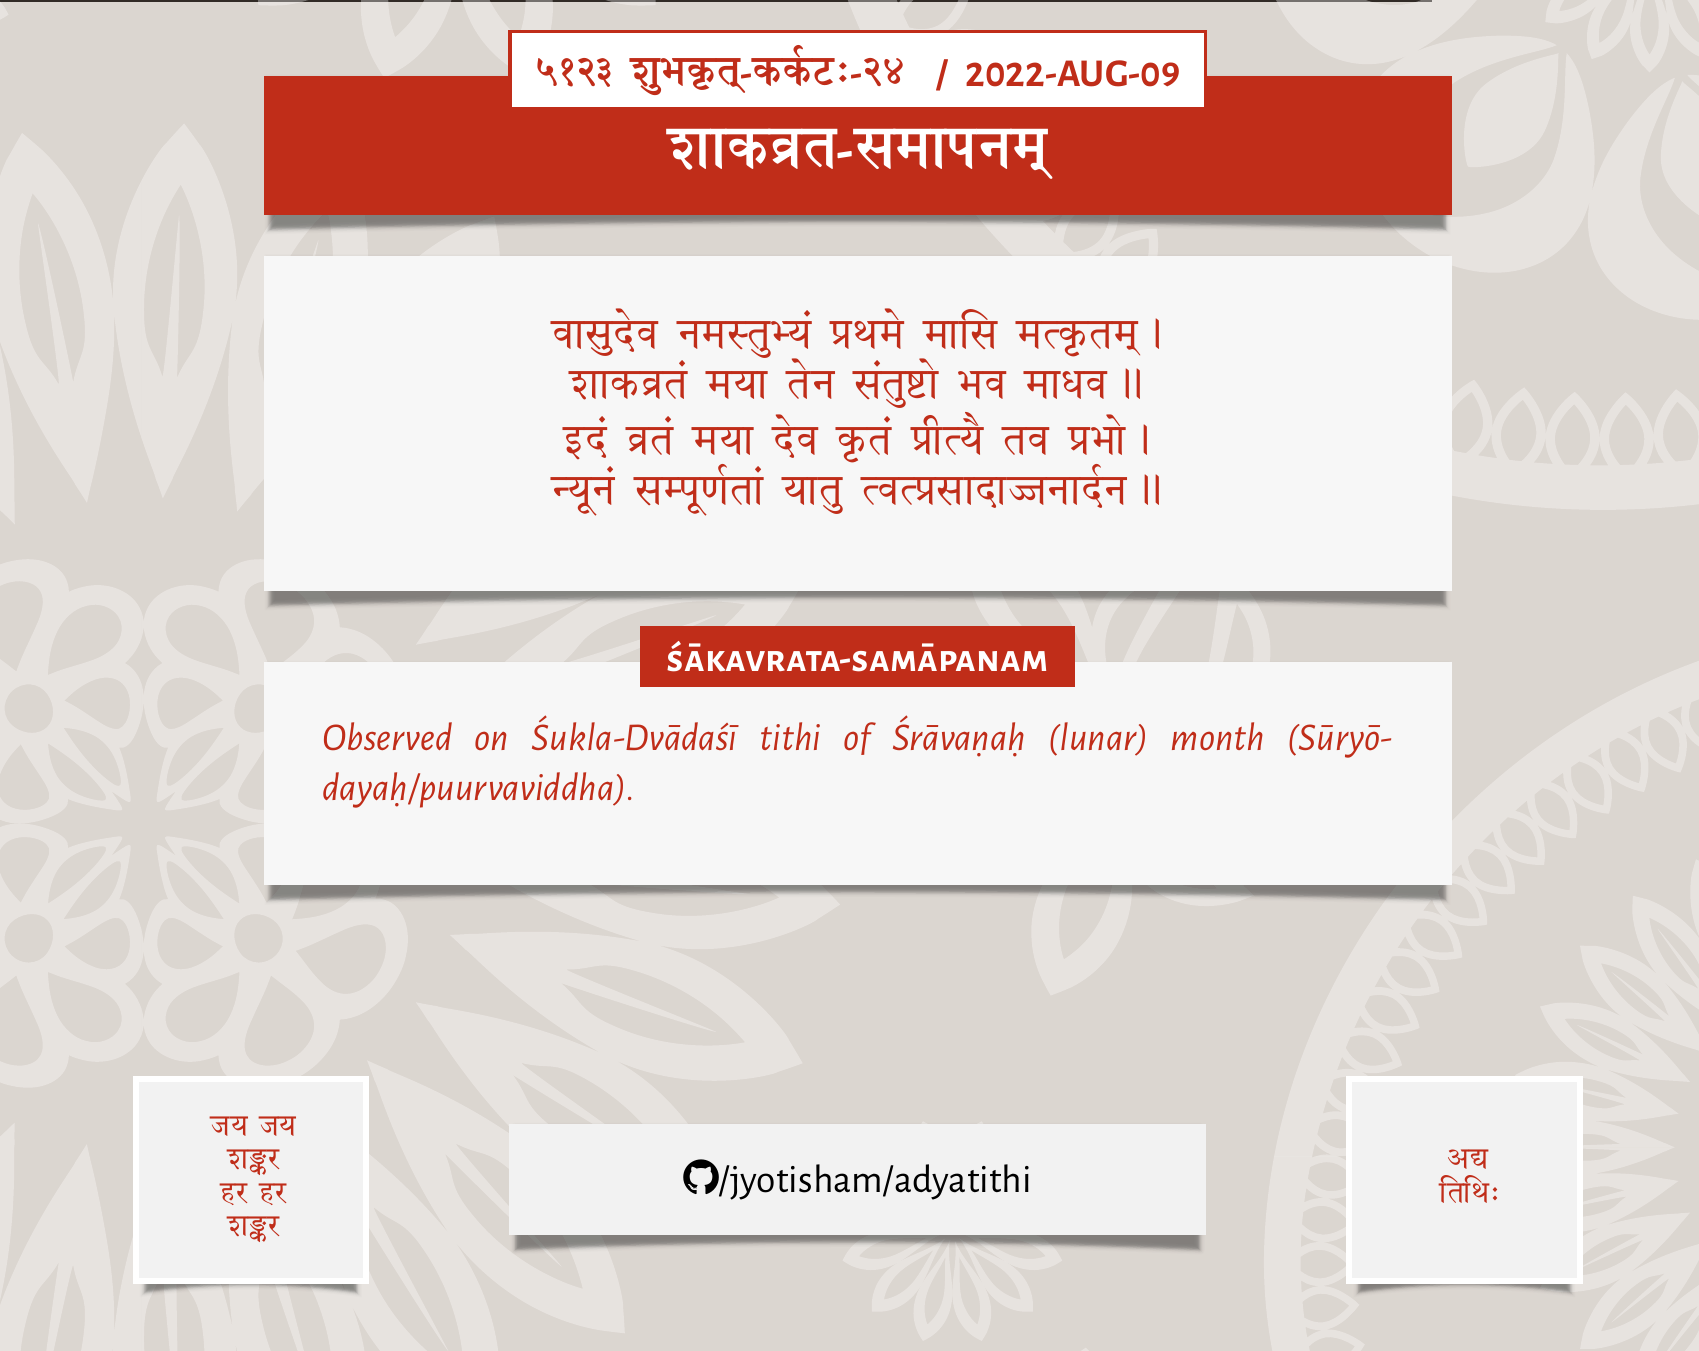 ५१२३ शुभकृत्-कर्कटः-२४ / 2022-AUG-09
शाकव्रत-समापनम्
वासुदेव नमस्तुभ्यं प्रथमे मासि मत्कृतम् ।
शाकव्रतं मया तेन संतुष्टो भव माधव ॥
इदं व्रतं मया देव कृतं प्रीत्यै तव प्रभो ।
न्यूनं सम्पूर्णतां यातु त्वत्प्रसादाज्जनार्दन ॥
ŚĀKAVRATA-SAMĀPANAM
Observed on Śukla-Dvādaśī tithi of Śrāvaṇaḥ (lunar) month (Sūryō-
dayaḥ/puurvaviddha).
जय जय
शङ्कर
हर हर
शङ्कर
/jyotisham/adyatithi
अद्य
तिथिः